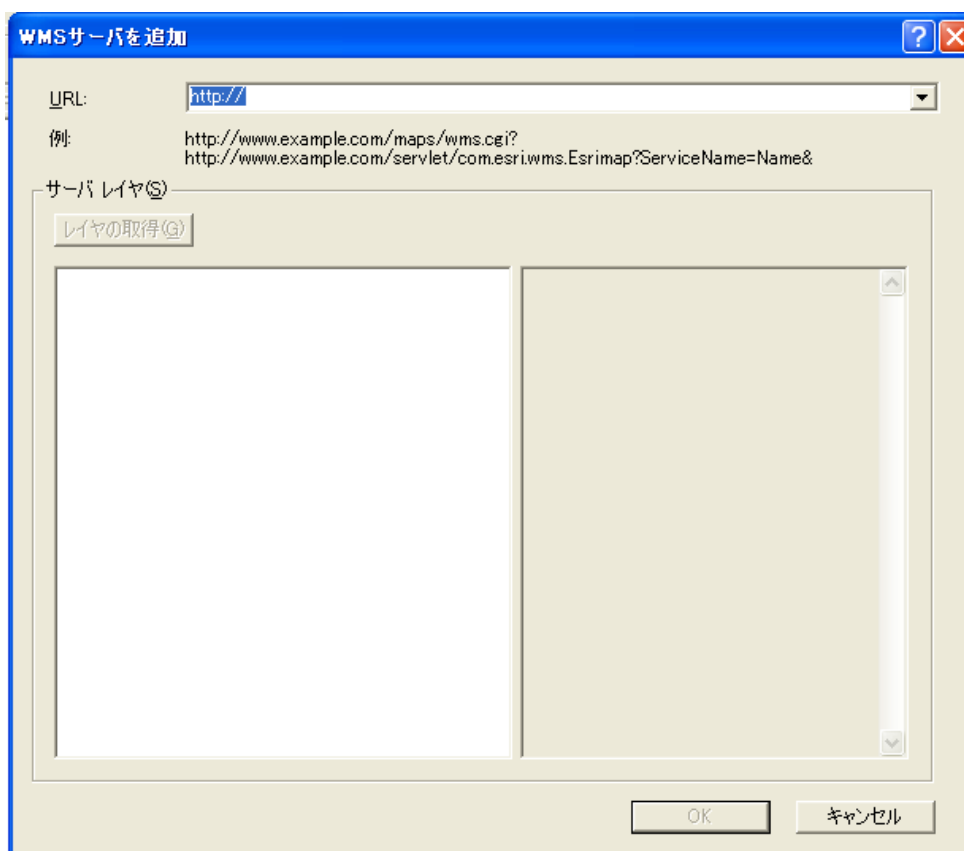 WMSサーバを追加
URL: http://
例: http://www.example.com/maps/wms.cgi?
http://www.example.com/servlet/com.esri.wms.Esrimap?ServiceName=Name&
サーバ レイヤ(S)
レイヤの取得(G)
OK キャンセル